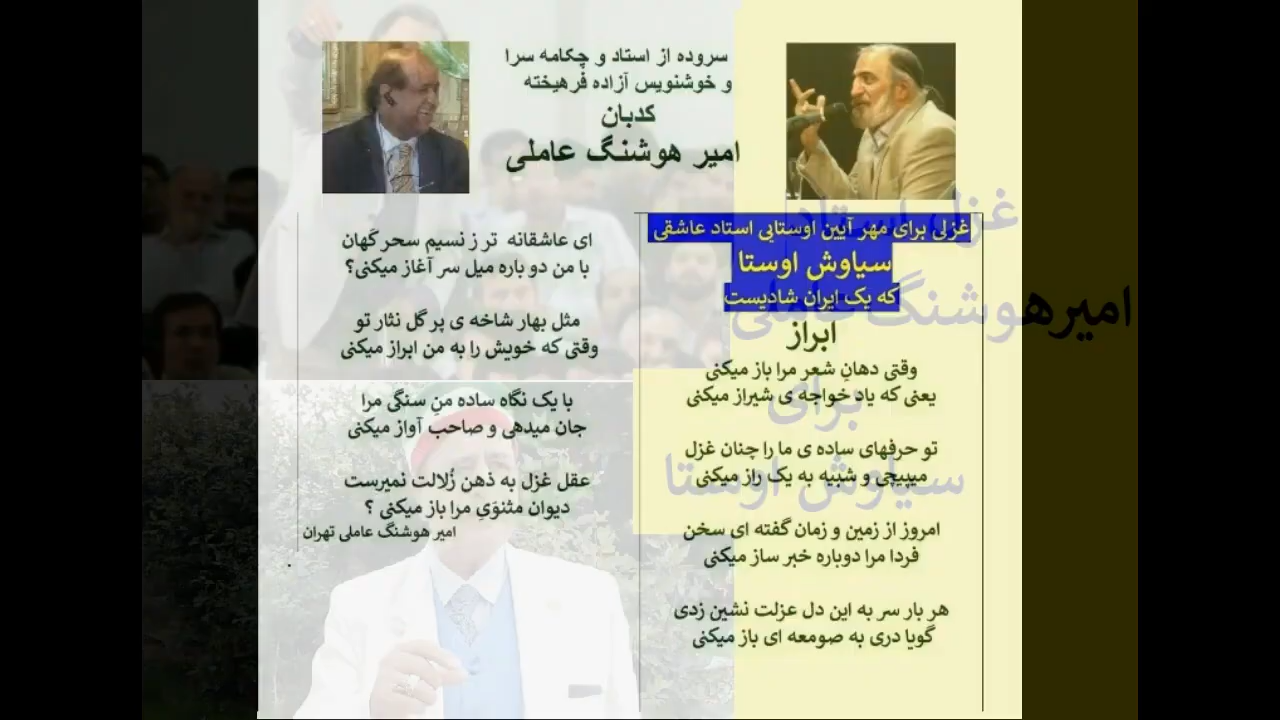 سروده از استاد و چکامه سرا
و خوشنویس آزاده فرهیخته
کدبان
امیر هوشنگ عاملی
غزلی برای مهر آیین اوستایی استاد عاشقی
سیاوش اوستا
که یک ایران شادیست
ابراز
وقتی دهانِ شعر مرا باز میکنی
یعنی که یاد خواجه ی شیراز میکنی
تو حرفهای ساده ی ما را چنان غزل
میپیچی و شبیه به یک راز میکنی
امروز از زمین و زمان گفته ای سخن
فردا مرا دوباره خبر ساز میکنی
هر بار سر به این دل عزلت نشین زدی
گویا دری به صومعه ای باز میکنی
ای عاشقانه تر ز نسیم سحر گهان
با من دو باره میل سر آغاز میکنی؟
مثل بهار شاخه ی پر گل نثار تو
وقتی که خویش را به من ابراز میکنی
با یک نگاه ساده منِ سنگی مرا
جان میدهی و صاحب آواز میکنی
عقل غزل به ذهن زُلالت نمیرست
دیوان مثنوَیِ مرا باز میکنی ؟
امیر هوشنگ عاملی تهران
غزل استاد
امیرهوشنگ عاملی
برای
سیاوش اوستا